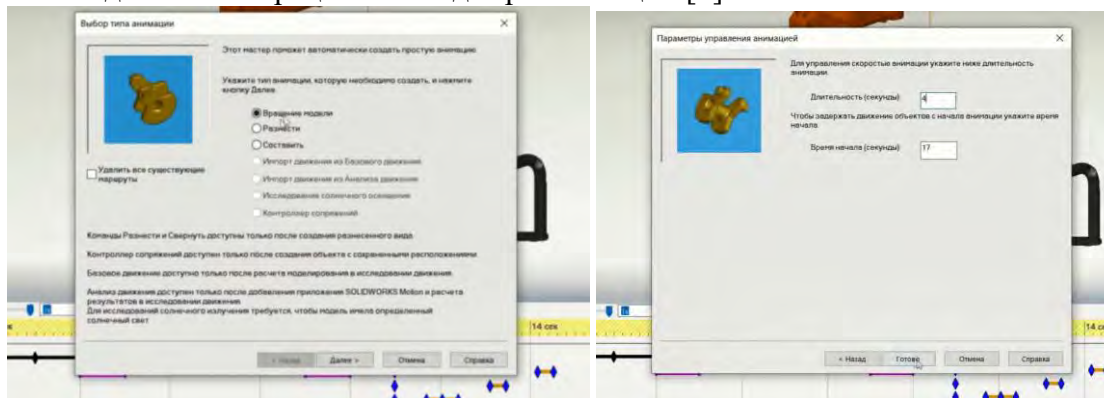 Выбор типа анимации
Этот мастер поможет автоматически создать простую анимацию.
Укажите тип анимации, которую необходимо создать, и нажмите
кнопку Далее.
Вращение модели
Разнести
Составить
Импорт движения из Базового движения
Импорт движения из Анализа движения
Исследование солнечного освещения
Контроллер сопряжений
Удалить все существующие
маршруты
Команды Разнести и Свернуть доступны только после создания разнесенного вида.
Контроллер сопряжений доступен только после создания объекта с сохраненными расположениями.
Базовое движение доступно только после расчета моделирования в исследовании движения.
Анализ движения доступен только после добавления приложения SOLIDWORKS Motion и расчета
результатов в исследовании движения.
Для исследований солнечного излучения требуется, чтобы модель имела определенный
солнечный свет
< Назад
Далее >
Отмена
Справка
14 сек
Параметры управления анимацией
Для управления скоростью анимации укажите ниже длительность
анимации.
Длительность (секунды)
4
Чтобы задержать движение объектов с начала анимации укажите время
начала.
Время начала (секунды)
17
< Назад
Готово
Отмена
Справка
14 с